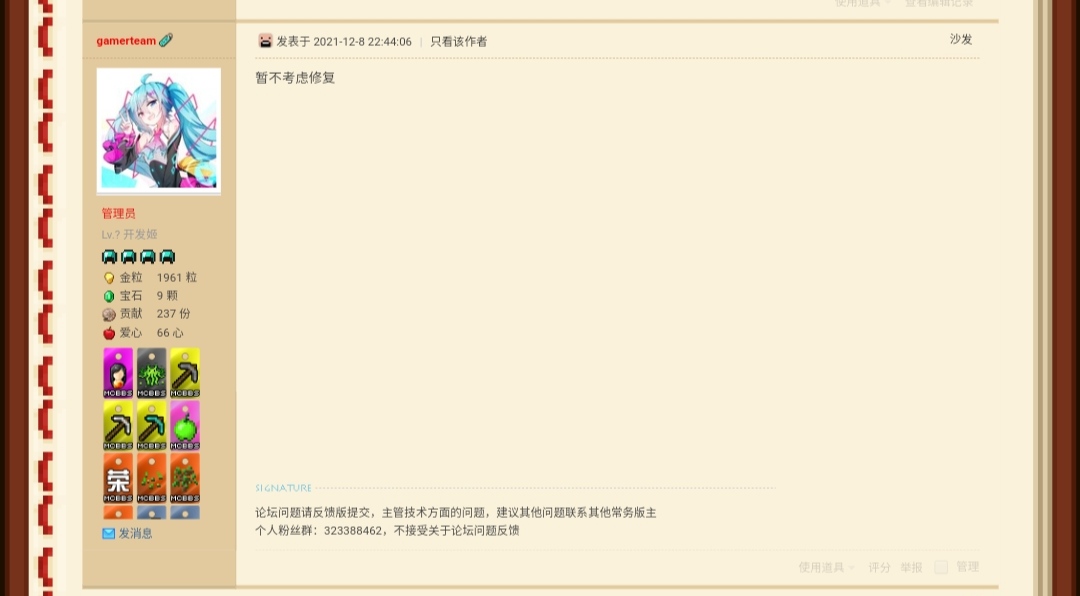 使用道具 查看编辑记录
gamerteam
发表于 2021-12-8 22:44:06 | 只看该作者
沙发
暂不考虑修复
管理员
Lv.? 开发姬
金粒 1961 粒
宝石 9 颗
贡献 237 份
爱心 66 心
MCBBS MCBBS MCBBS
MCBBS MCBBS MCBBS
荣
MCBBS MCBBS MCBBS
SIGNATURE
论坛问题请反馈版提交，主管技术方面的问题，建议其他问题联系其他常务版主
个人粉丝群：323388462，不接受关于论坛问题反馈
发消息
使用道具 评分 举报 管理